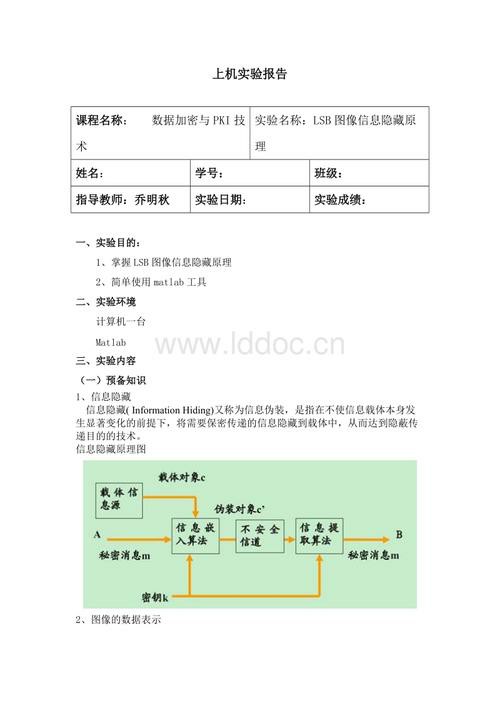 上机实验报告
课程名称: 数据加密与PKI技
术
实验名称:LSB图像信息隐藏原
理
姓名:
学号:
班级:
指导教师:乔明秋
实验日期:
实验成绩:
一、实验目的:
1、掌握LSB图像信息隐藏原理
2、简单使用matlab工具
二、实验环境
计算机一台
Matlab
www.lddoc.cn
三、实验内容
(一)预备知识
1、信息隐藏
信息隐藏( Information Hiding)又称为信息伪装，是指在不使信息载体本身发
生显著变化的前提下，将需要保密传递的信息隐藏到载体中，从而达到隐蔽传
递目的的技术。
信息隐藏原理图
载体对象c
载体信
息源
伪装对象c'
A
信息嵌
入算法
不安全
信道
信息提
取算法
B
秘密消息m
秘密消息m
密钥k
2、图像的数据表示